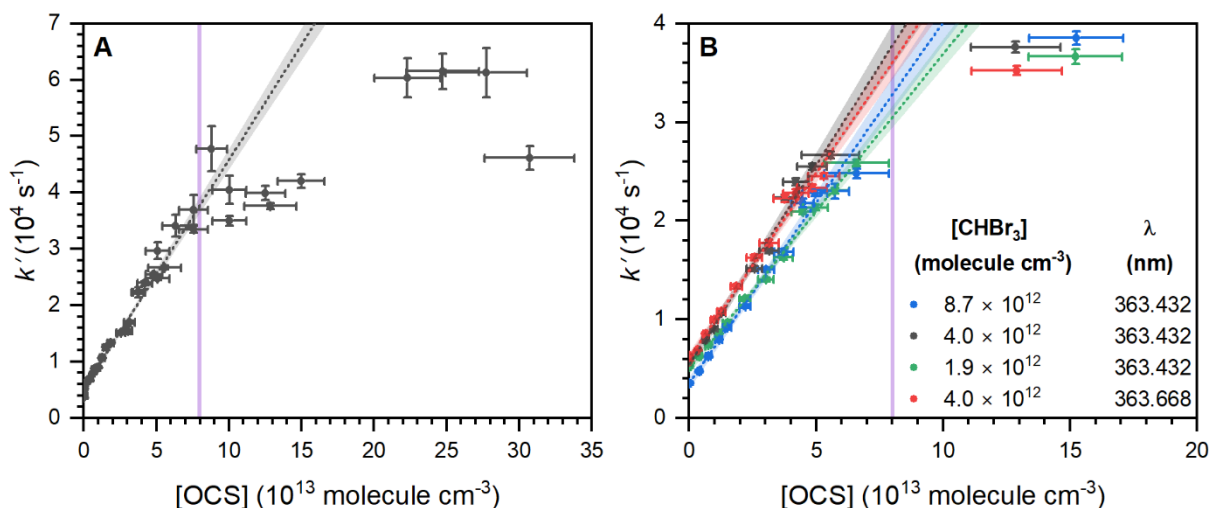 A
7
6
5
4
3
2
1
0
k′ (10⁴ s⁻¹)
0 5 10 15 20 25 30 35
[OCS] (10¹³ molecule cm⁻³)
B
4
3
2
1
0
k′ (10⁴ s⁻¹)
[CHBr₃] λ
(molecule cm⁻³) (nm)
8.7 × 10¹² 363.432
4.0 × 10¹² 363.432
1.9 × 10¹² 363.432
4.0 × 10¹² 363.668
0 5 10 15 20
[OCS] (10¹³ molecule cm⁻³)